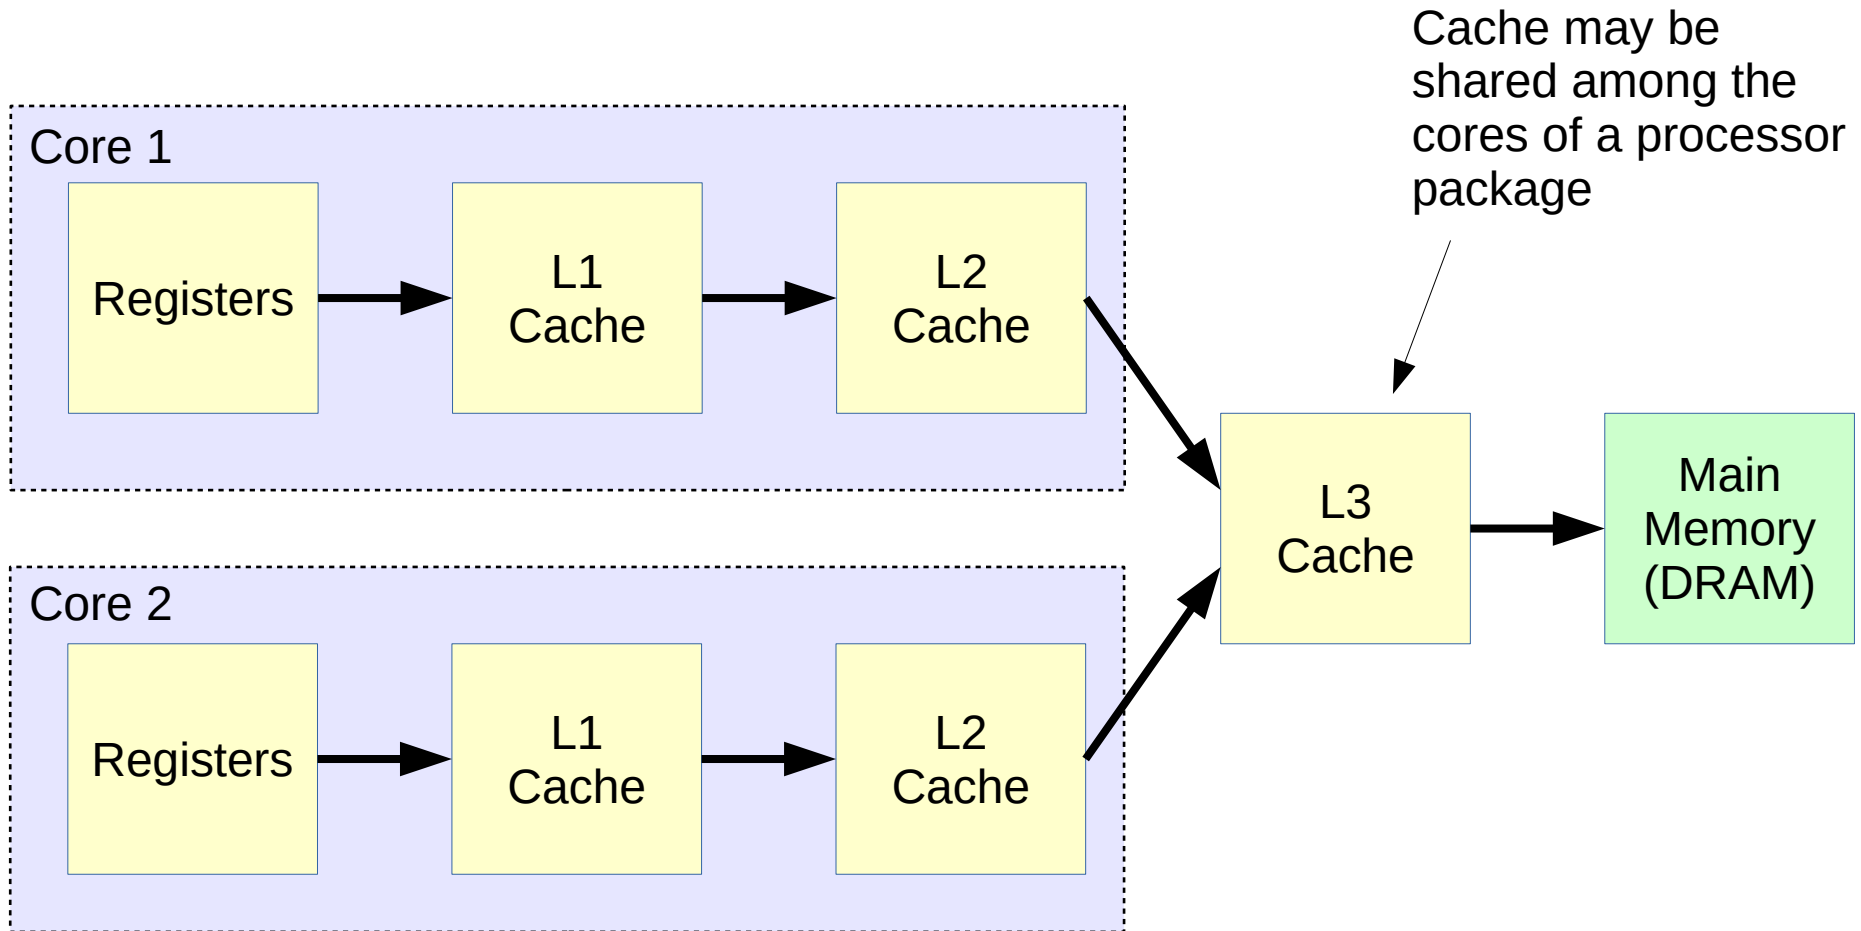 Cache may be
shared among the
cores of a processor
package
Core 1
Registers
L1
Cache
L2
Cache
L3
Cache
Main
Memory
(DRAM)
Core 2
Registers
L1
Cache
L2
Cache